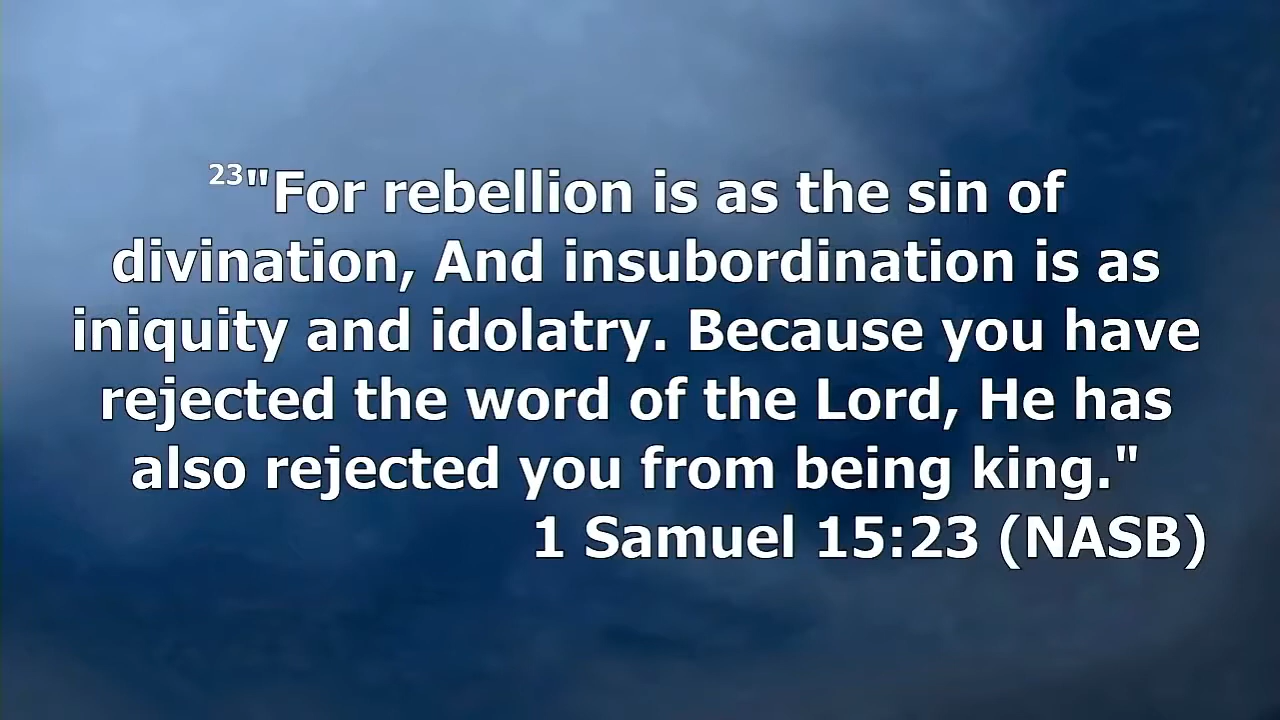 23"For rebellion is as the sin of
divination, And insubordination is as
iniquity and idolatry. Because you have
rejected the word of the Lord, He has
also rejected you from being king."
1 Samuel 15:23 (NASB)